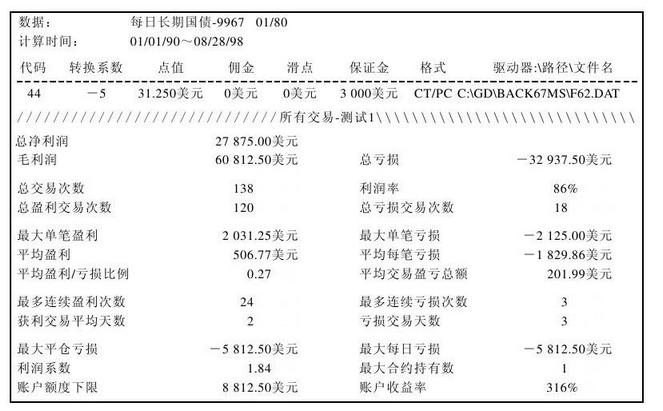 数据： 每日长期国债-9967 01/80
计算时间： 01/01/90～08/28/98
代码 转换系数 点值 佣金 滑点 保证金 格式 驱动器:\路径\文件名
44 －5 31.250美元 0美元 0美元 3 000美元 CT/PC C:\GD\BACK67MS\F62.DAT
/////////////////////////////所有交易-测试1\\\\\\\\\\\\\\\\\\\\\\\\\\\\\
总净利润 27 875.00美元
毛利润 60 812.50美元 总亏损 －32 937.50美元
总交易次数 138 利润率 86%
总盈利交易次数 120 总亏损交易次数 18
最大单笔盈利 2 031.25美元 最大单笔亏损 －2 125.00美元
平均盈利 506.77美元 平均每笔亏损 －1 829.86美元
平均盈利/亏损比例 0.27 平均交易盈亏总额 201.99美元
最多连续盈利次数 24 最多连续亏损次数 3
获利交易平均天数 2 亏损交易天数 3
最大平仓亏损 －5 812.50美元 最大每日亏损 －5 812.50美元
利润系数 1.84 最大合约持有数 1
账户额度下限 8 812.50美元 账户收益率 316%